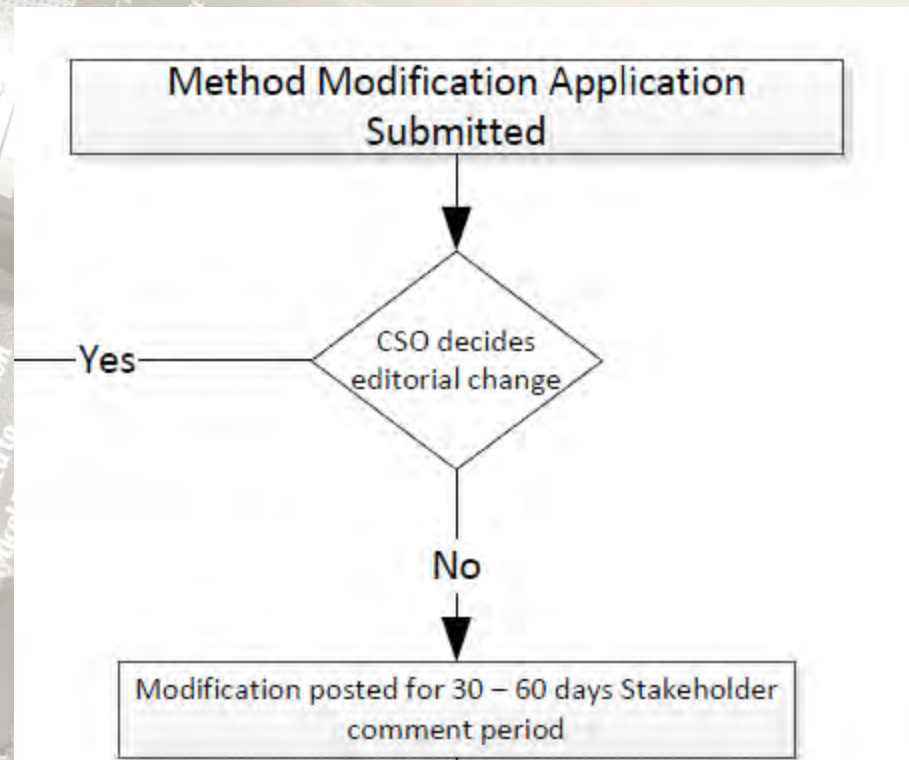 Method Modification Application
Submitted
CSO decides
editorial change
Yes
No
Modification posted for 30 – 60 days Stakeholder
comment period